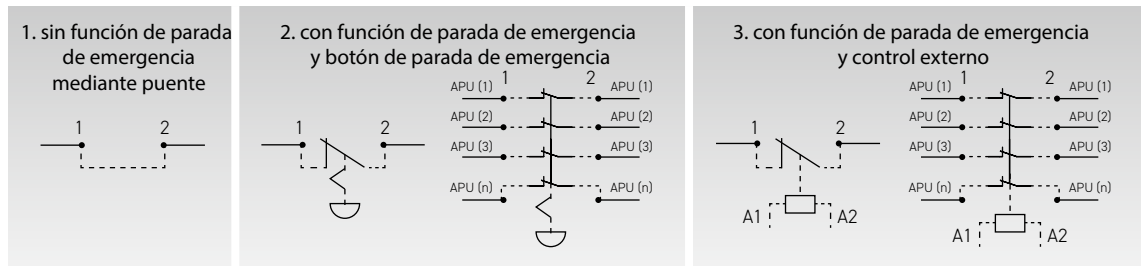 1. sin función de parada
de emergencia
mediante puente
1 2
2. con función de parada de emergencia
y botón de parada de emergencia
1 2
1 2
APU (1) APU (1)
APU (2) APU (2)
APU (3) APU (3)
APU (n) APU (n)
3. con función de parada de emergencia
y control externo
1 2
A1 A2
1 2
APU (1) APU (1)
APU (2) APU (2)
APU (3) APU (3)
APU (n) APU (n)
A1 A2